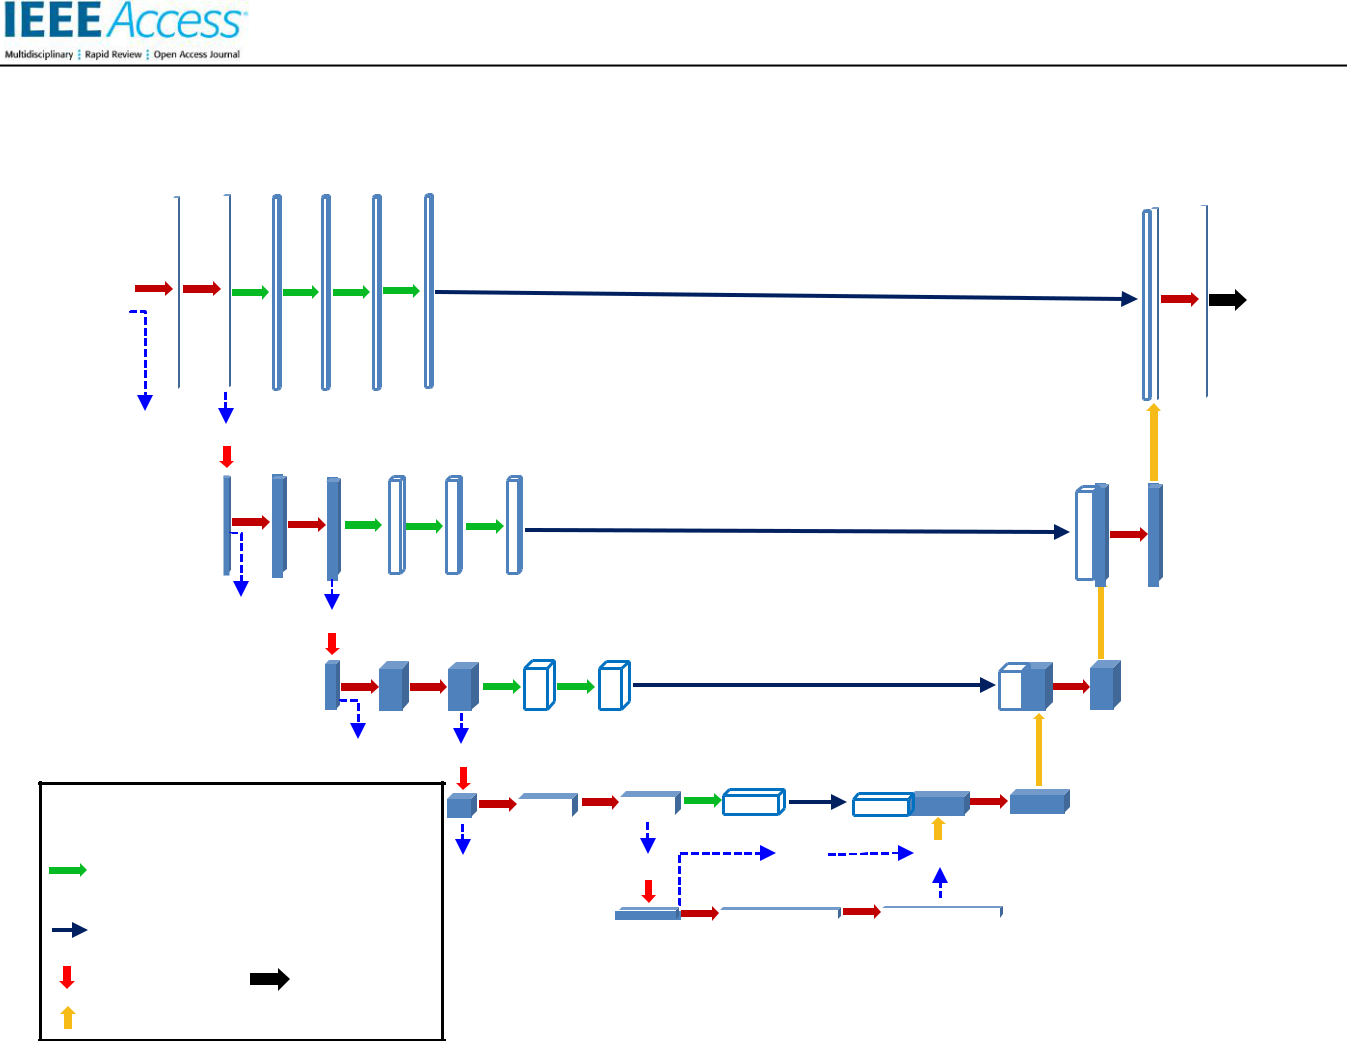 IEEE Access®
Multidisciplinary ⋮ Rapid Review ⋮ Open Access Journal